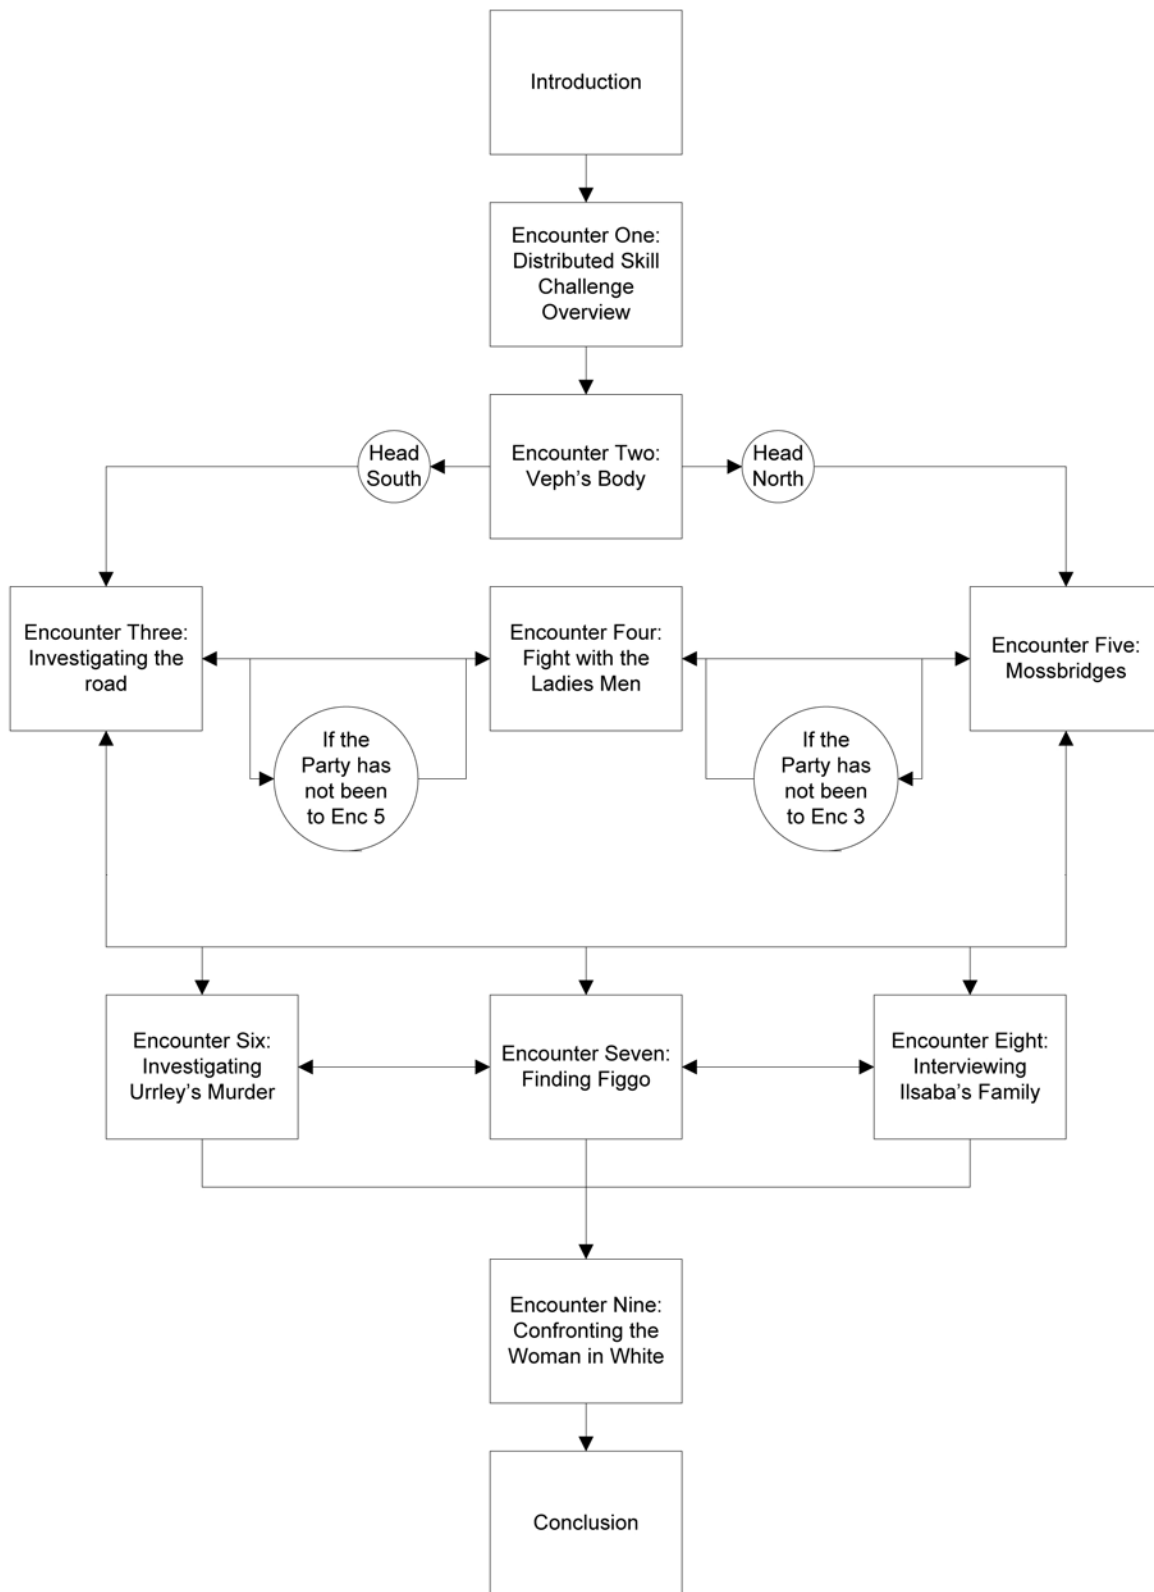 Introduction
Encounter One:
Distributed Skill
Challenge
Overview
Head
South
Encounter Two:
Veph's Body
Head
North
Encounter Three:
Investigating the
road
Encounter Four:
Fight with the
Ladies Men
Encounter Five:
Mossbridges
If the
Party has
not been
to Enc 5
If the
Party has
not been
to Enc 3
Encounter Six:
Investigating
Urrley's Murder
Encounter Seven:
Finding Figgo
Encounter Eight:
Interviewing
Ilsaba's Family
Encounter Nine:
Confronting the
Woman in White
Conclusion